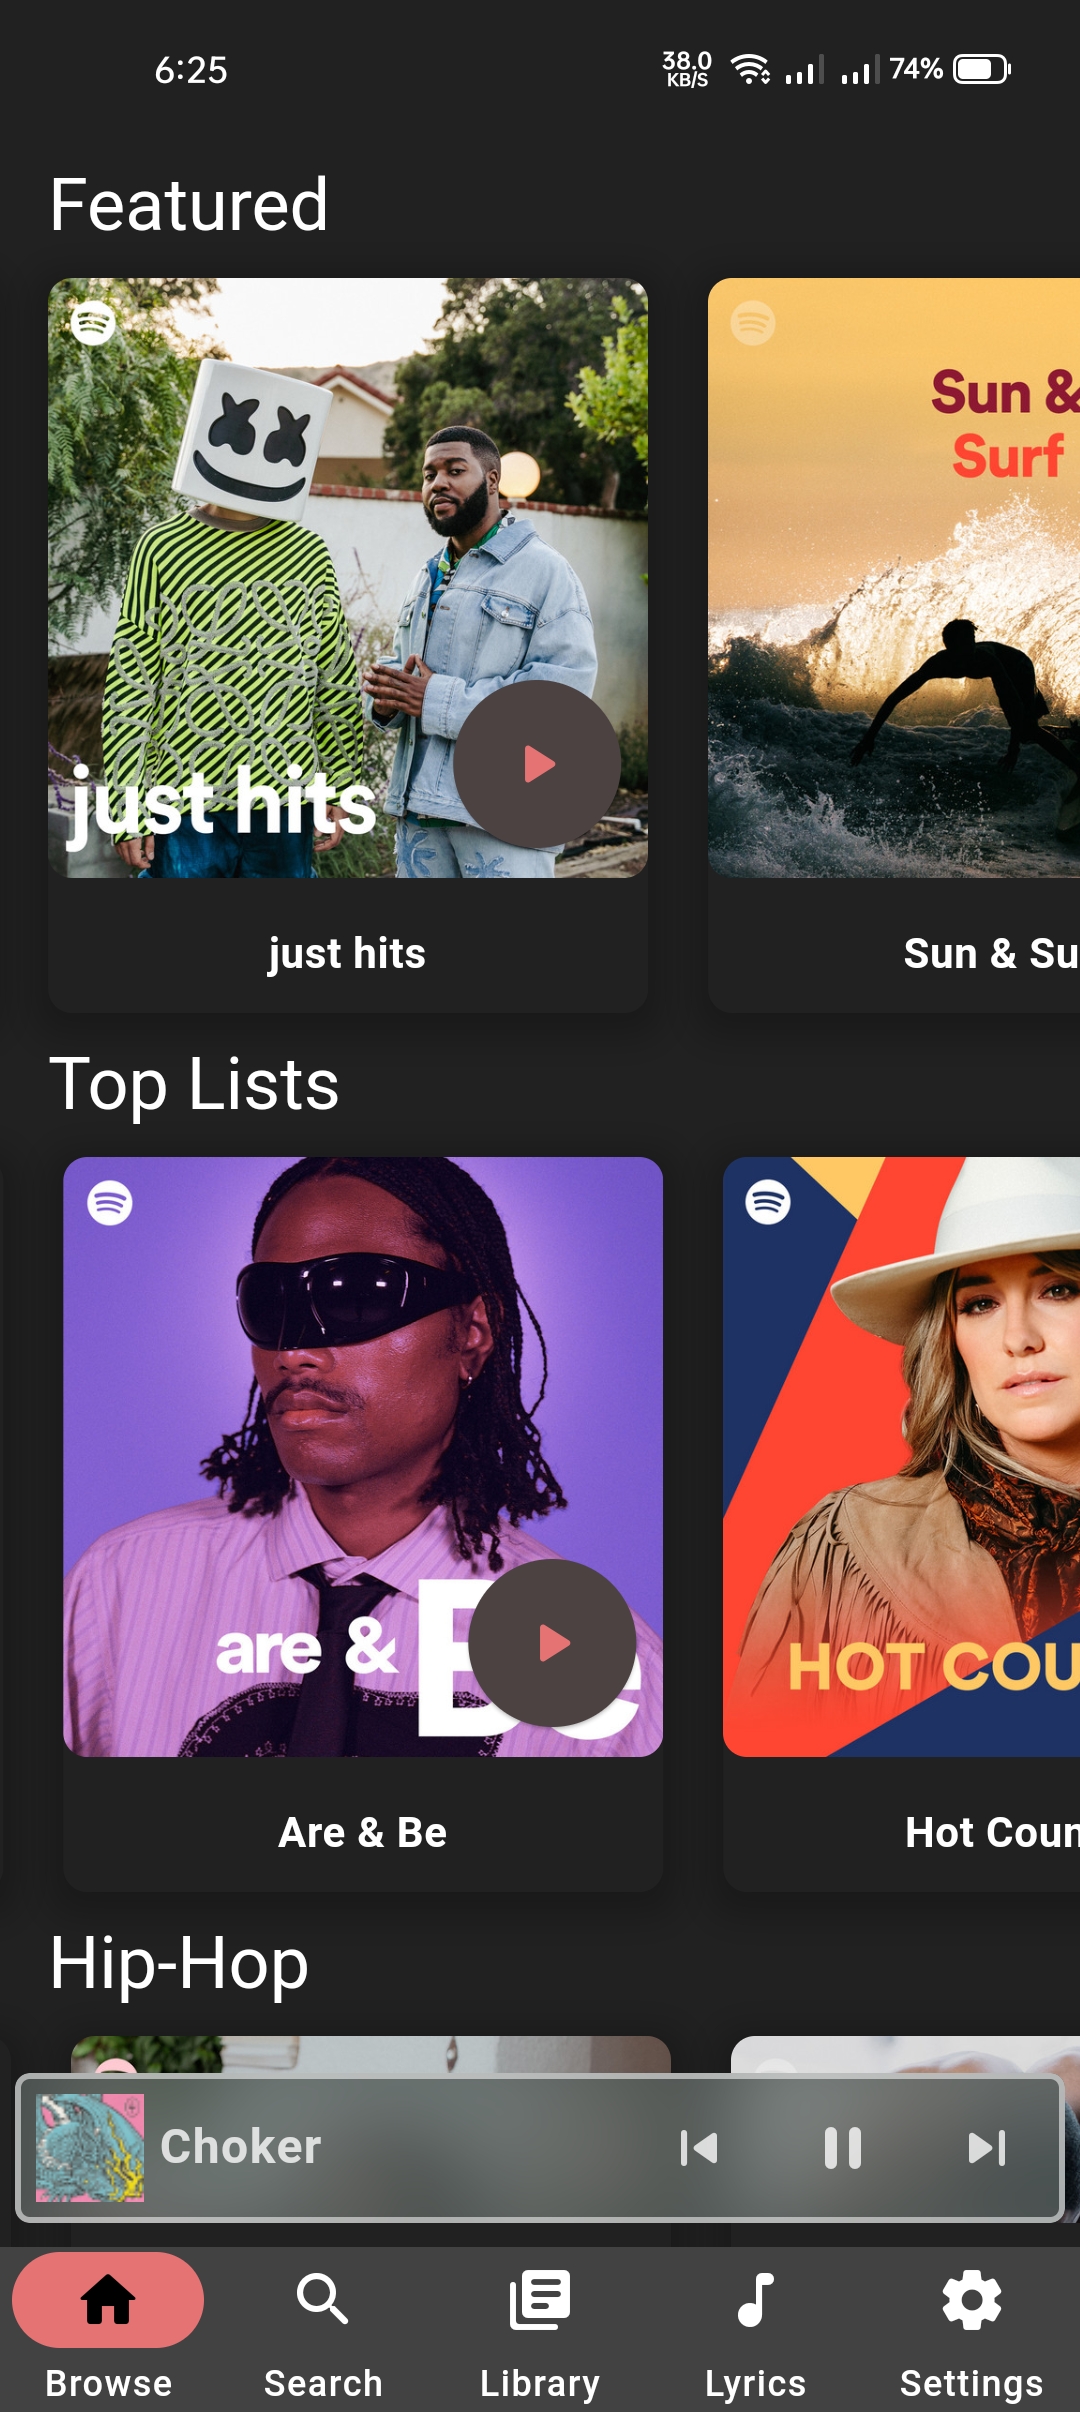 6:25
38.0
KB/S
74%
Featured
Sun &
Surf
just hits
just hits
Sun & Su
Top Lists
are &
HOT COU
Are & Be
Hot Coun
Hip-Hop
Choker
Browse
Search
Library
Lyrics
Settings